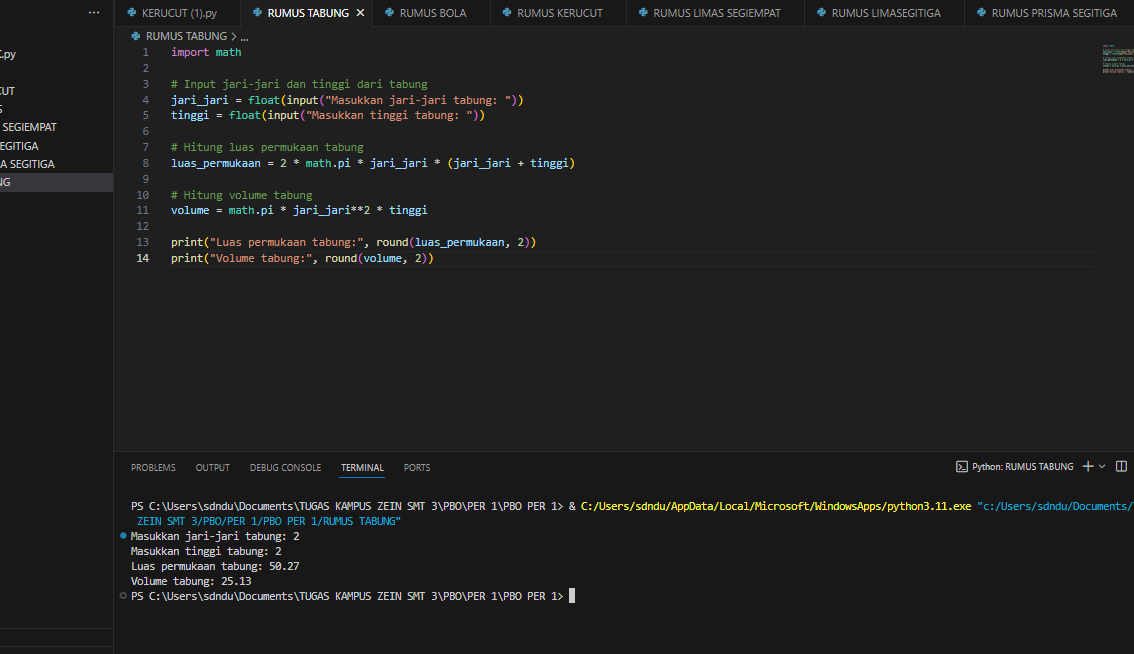 KERUCUT (1).py RUMUS TABUNG RUMUS BOLA RUMUS KERUCUT RUMUS LIMAS SEGIEMPAT RUMUS LIMASEGITIGA RUMUS PRISMA SEGITIGA
RUMUS TABUNG > ...
.py
CUT
S
SEGIEMPAT
EGITIGA
A SEGITIGA
NG
1 import math
2
3 # Input jari-jari dan tinggi dari tabung
4 jari_jari = float(input("Masukkan jari-jari tabung: "))
5 tinggi = float(input("Masukkan tinggi tabung: "))
6
7 # Hitung luas permukaan tabung
8 luas_permukaan = 2 * math.pi * jari_jari * (jari_jari + tinggi)
9
10 # Hitung volume tabung
11 volume = math.pi * jari_jari**2 * tinggi
12
13 print("Luas permukaan tabung:", round(luas_permukaan, 2))
14 print("Volume tabung:", round(volume, 2))
PROBLEMS OUTPUT DEBUG CONSOLE TERMINAL PORTS Python: RUMUS TABUNG
PS C:\Users\sdndu\Documents\TUGAS KAMPUS ZEIN SMT 3\PBO\PER 1\PBO PER 1> & C:/Users/sdndu/AppData/Local/Microsoft/WindowsApps/python3.11.exe "c:/Users/sdndu/Documents/
ZEIN SMT 3/PBO/PER 1/PBO PER 1/RUMUS TABUNG"
Masukkan jari-jari tabung: 2
Masukkan tinggi tabung: 2
Luas permukaan tabung: 50.27
Volume tabung: 25.13
PS C:\Users\sdndu\Documents\TUGAS KAMPUS ZEIN SMT 3\PBO\PER 1\PBO PER 1>